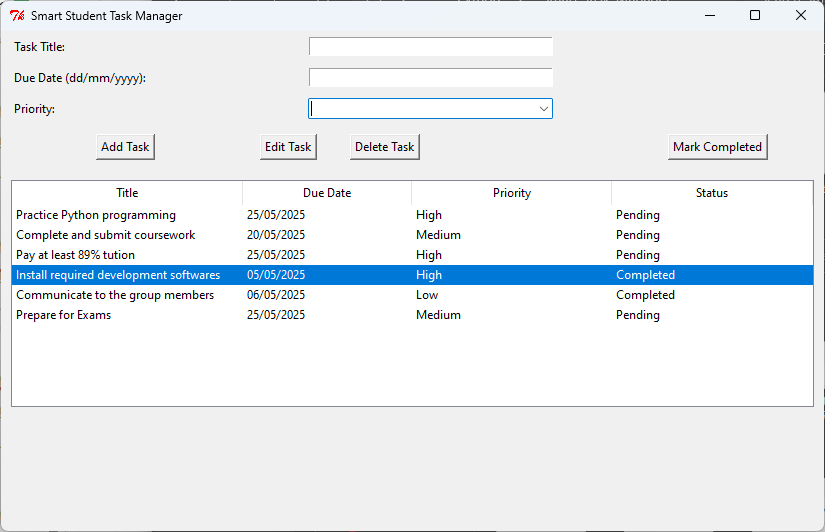 Smart Student Task Manager
Task Title:
Due Date (dd/mm/yyyy):
Priority:
Add Task Edit Task Delete Task Mark Completed
Title Due Date Priority Status
Practice Python programming 25/05/2025 High Pending
Complete and submit coursework 20/05/2025 Medium Pending
Pay at least 89% tution 25/05/2025 High Pending
Install required development softwares 05/05/2025 High Completed
Communicate to the group members 06/05/2025 Low Completed
Prepare for Exams 25/05/2025 Medium Pending